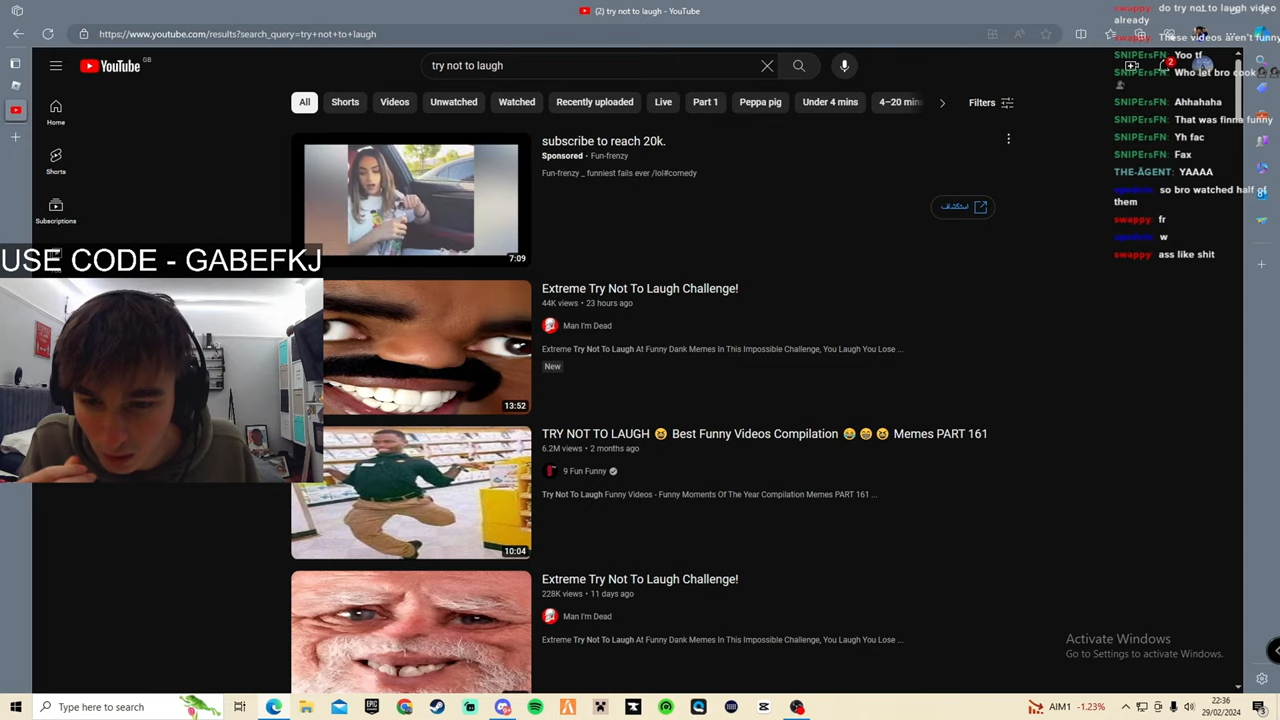 (2) try not to laugh - YouTube
https://www.youtube.com/results?search_query=try+not+to+laugh
YouTube GB
try not to laugh
2
All
Shorts
Videos
Unwatched
Watched
Recently uploaded
Live
Part 1
Peppa pig
Under 4 mins
4–20 mins
Filters
Home
Shorts
Subscriptions
subscribe to reach 20k.
Sponsored • Fun-frenzy
Fun-frenzy _ funniest fails ever /lol#comedy
استكشاف
7:09
USE CODE - GABEFKJ
Extreme Try Not To Laugh Challenge!
44K views • 23 hours ago
Man I'm Dead
Extreme Try Not To Laugh At Funny Dank Memes In This Impossible Challenge, You Laugh You Lose ...
New
13:52
TRY NOT TO LAUGH 😆 Best Funny Videos Compilation 😂😁😆 Memes PART 161
6.2M views • 2 months ago
9 Fun Funny
Try Not To Laugh Funny Videos - Funny Moments Of The Year Compilation Memes PART 161 ...
10:04
Extreme Try Not To Laugh Challenge!
228K views • 11 days ago
Man I'm Dead
Extreme Try Not To Laugh At Funny Dank Memes In This Impossible Challenge, You Laugh You Lose ...
swappy: do try not to laugh video
already
swappy: These videos aren't funny
SNIPErsFN: Yoo tf
SNIPErsFN: Who let bro cook
SNIPErsFN: Ahhahaha
SNIPErsFN: That was finna funny
SNIPErsFN: Yh fac
SNIPErsFN: Fax
THE-ÄGENT: YAAAA
so bro watched half of
them
swappy: fr
w
swappy: ass like shit
Activate Windows
Go to Settings to activate Windows.
Type here to search
AIM1 -1.23%
22:36
29/02/2024